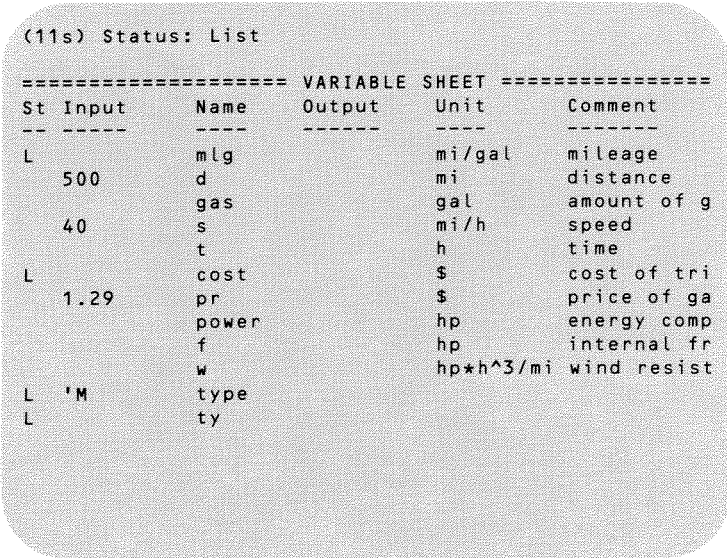 (11s) Status: List
==================== VARIABLE SHEET ================
St Input Name Output Unit Comment
-- ----- ---- ------ ---- -------
L mlg mi/gal mileage
500 d mi distance
gas gal amount of g
40 s mi/h speed
t h time
L cost $ cost of tri
1.29 pr $ price of ga
power hp energy comp
f hp internal fr
w hp*h^3/mi wind resist
L 'M type
L ty